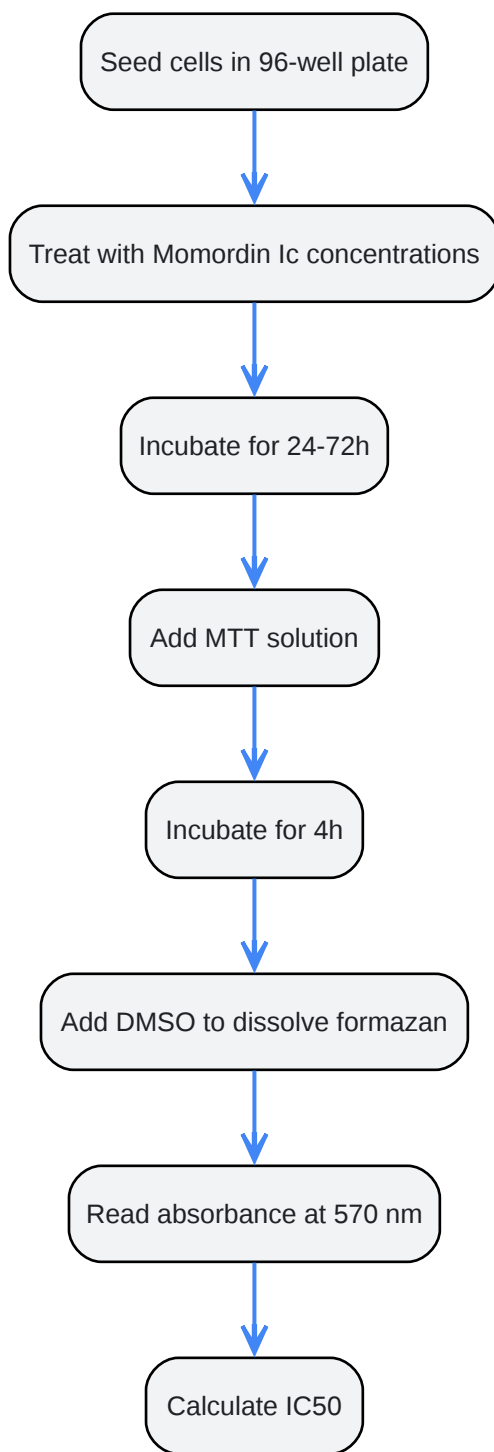 Seed cells in 96-well plate
Treat with Momordin Ic concentrations
Incubate for 24-72h
Add MTT solution
Incubate for 4h
Add DMSO to dissolve formazan
Read absorbance at 570 nm
Calculate IC50